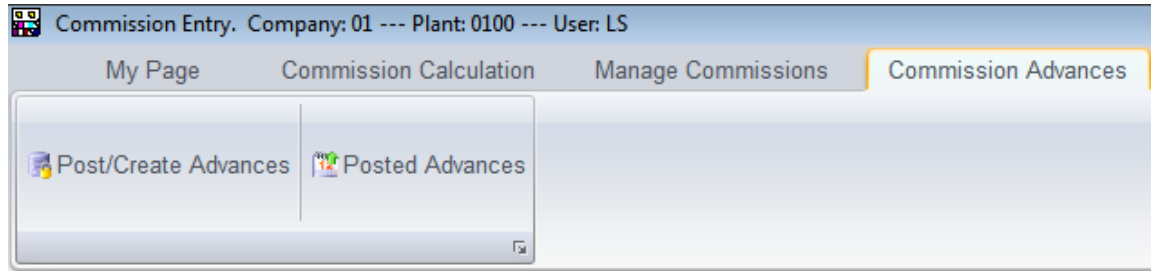 Commission Entry. Company: 01 --- Plant: 0100 --- User: LS
My Page Commission Calculation Manage Commissions Commission Advances
Post/Create Advances Posted Advances